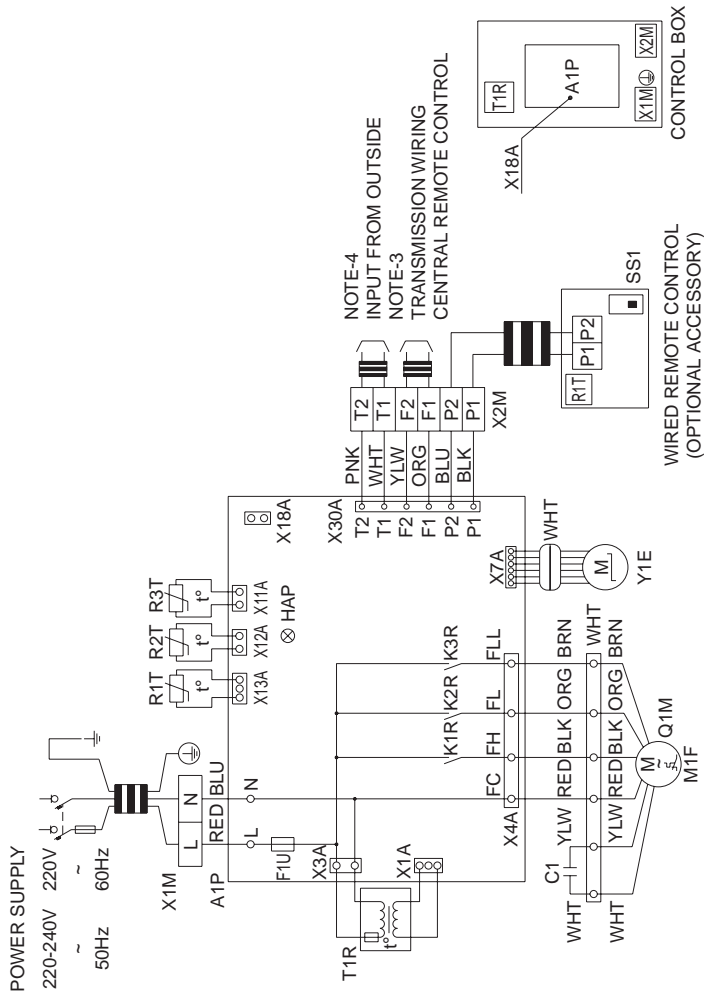 POWER SUPPLY
220-240V 220V
~ ~
50Hz 60Hz
X1M
L N
A1P RED BLU
L N
F1U
X3A
X1A
T1R
t°
R1T R2T R3T
t° t° t°
X13A X12A X11A
HAP
X18A
X30A
T2
T1
F2
F1
P2
P1
PNK
WHT
YLW
ORG
BLU
BLK
T2
T1
F2
F1
P2
P1
X2M
NOTE-4
INPUT FROM OUTSIDE
NOTE-3
TRANSMISSION WIRING
CENTRAL REMOTE CONTROL
K1R K2R K3R
FC FH FL FLL
X4A
X7A
WHT
M
Y1E
C1
WHT YLW RED BLK ORG BRN
WHT
WHT YLW RED BLK ORG BRN
M
~
Q1M
M1F
R1T
P1 P2
SS1
WIRED REMOTE CONTROL
(OPTIONAL ACCESSORY)
T1R
A1P
X18A
X1M X2M
CONTROL BOX